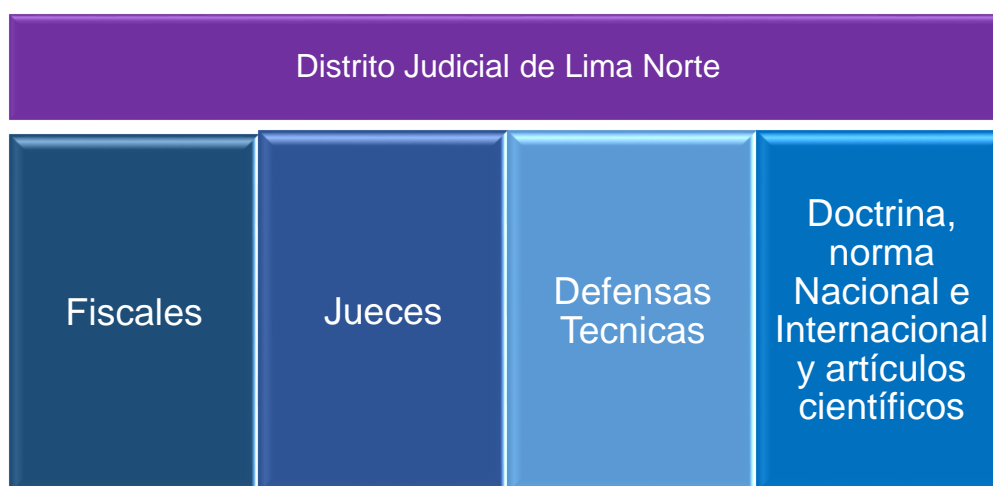 Distrito Judicial de Lima Norte
Fiscales
Jueces
Defensas
Tecnicas
Doctrina,
norma
Nacional e
Internacional
y artículos
científicos